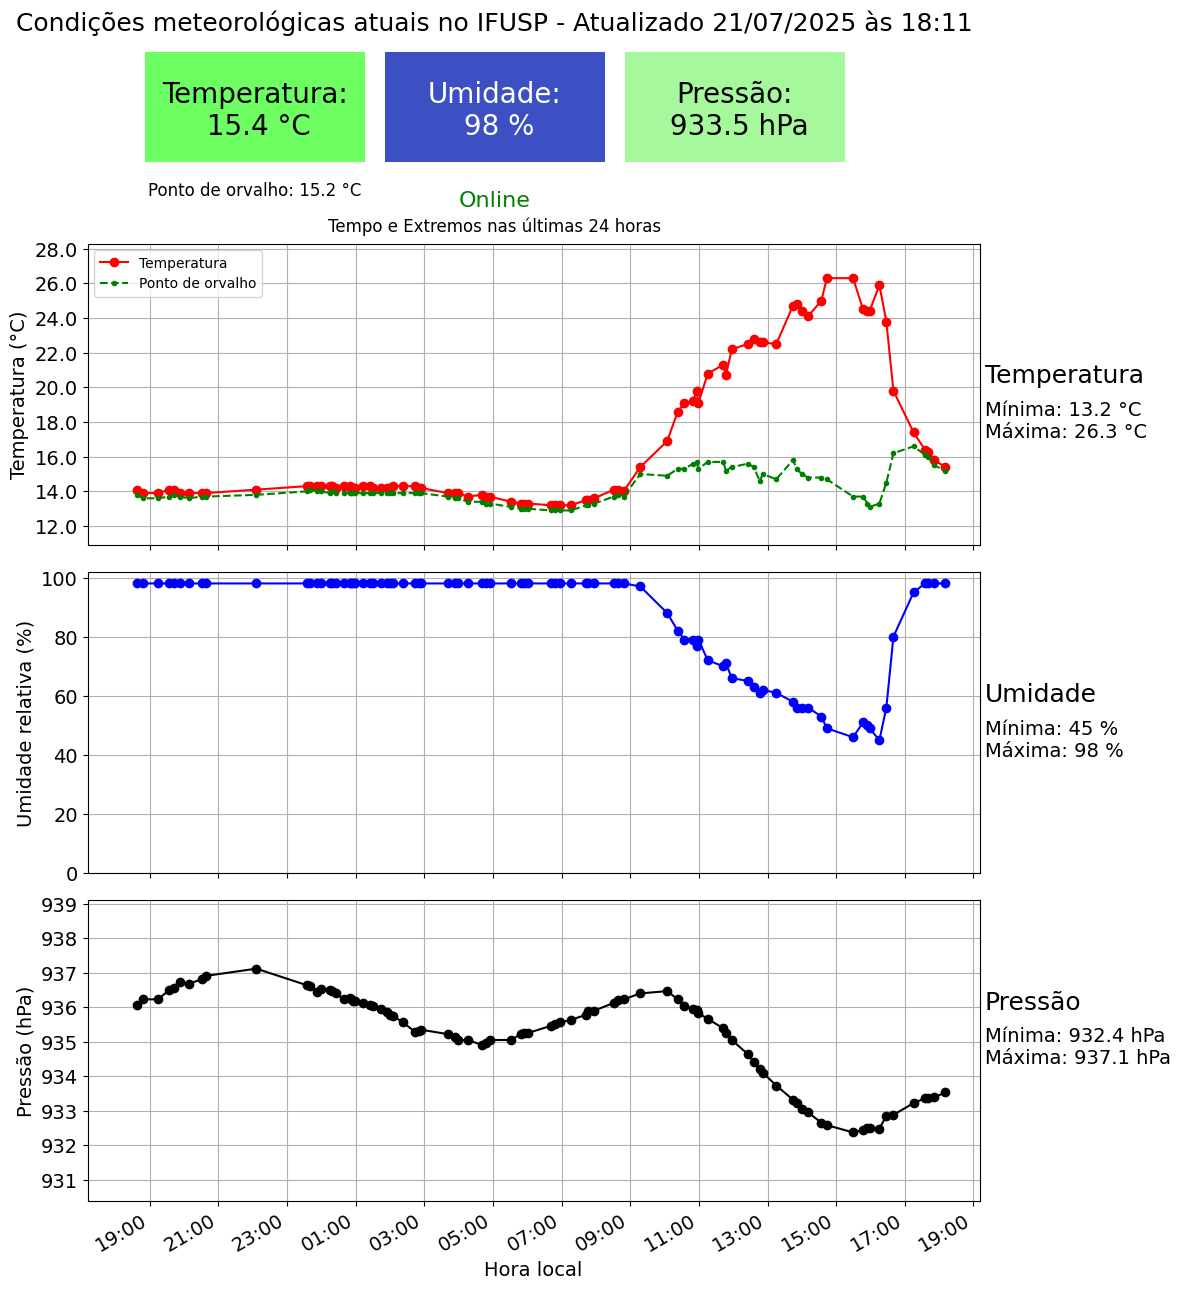 Condições meteorológicas atuais no IFUSP - Atualizado 21/07/2025 às 18:11
Temperatura:
15.4 °C
Umidade:
98 %
Pressão:
933.5 hPa
Ponto de orvalho: 15.2 °C
Online
Tempo e Extremos nas últimas 24 horas
Temperatura (°C)
28.0
26.0
24.0
22.0
20.0
18.0
16.0
14.0
12.0
Temperatura
Ponto de orvalho
Temperatura
Mínima: 13.2 °C
Máxima: 26.3 °C
Umidade relativa (%)
100
80
60
40
20
0
Umidade
Mínima: 45 %
Máxima: 98 %
Pressão (hPa)
939
938
937
936
935
934
933
932
931
Pressão
Mínima: 932.4 hPa
Máxima: 937.1 hPa
19:00 21:00 23:00 01:00 03:00 05:00 07:00 09:00 11:00 13:00 15:00 17:00 19:00
Hora local